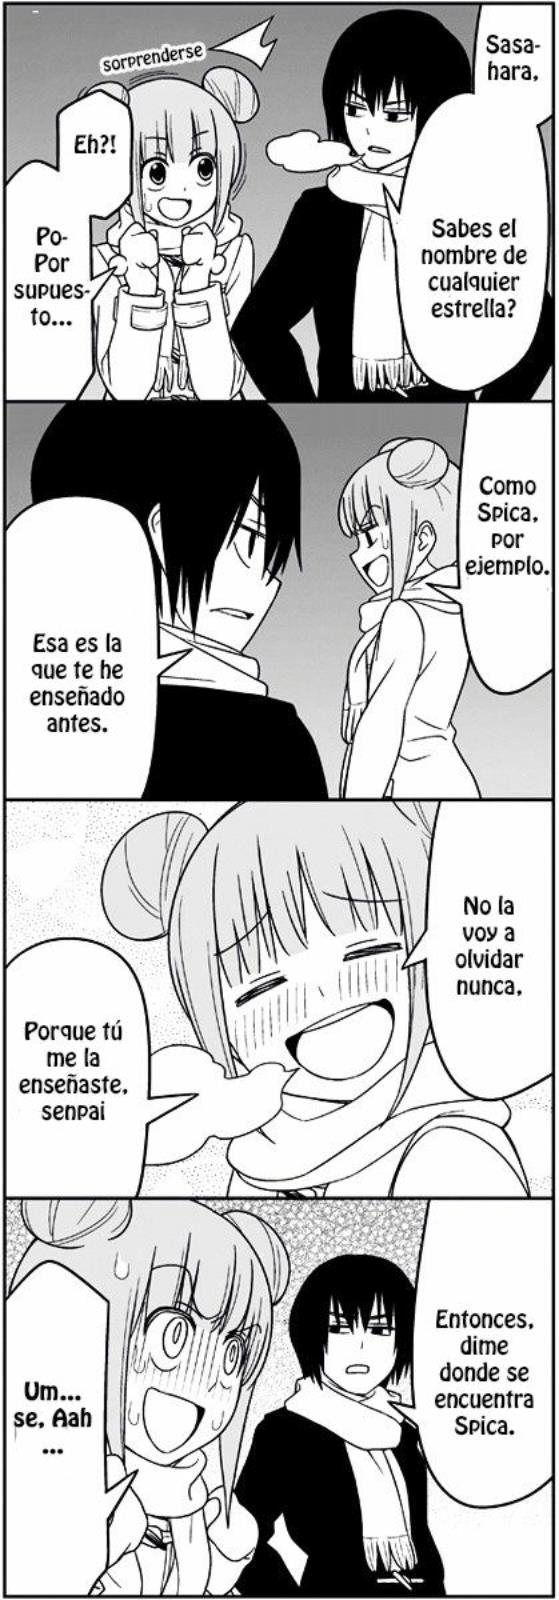 Sasa-
hara,
Sabes el
nombre de
cualquier
estrella?
sorprenderse
Eh?!
Po-
Por
supues-
to...
Como
Spica,
por
ejemplo.
Esa es la
que te he
enseñado
antes.
No la
voy a
olvidar
nunca,
Porque tú
me la
enseñaste,
senpai
Entonces,
dime
donde se
encuentra
Spica.
Um...
se, Aah
...